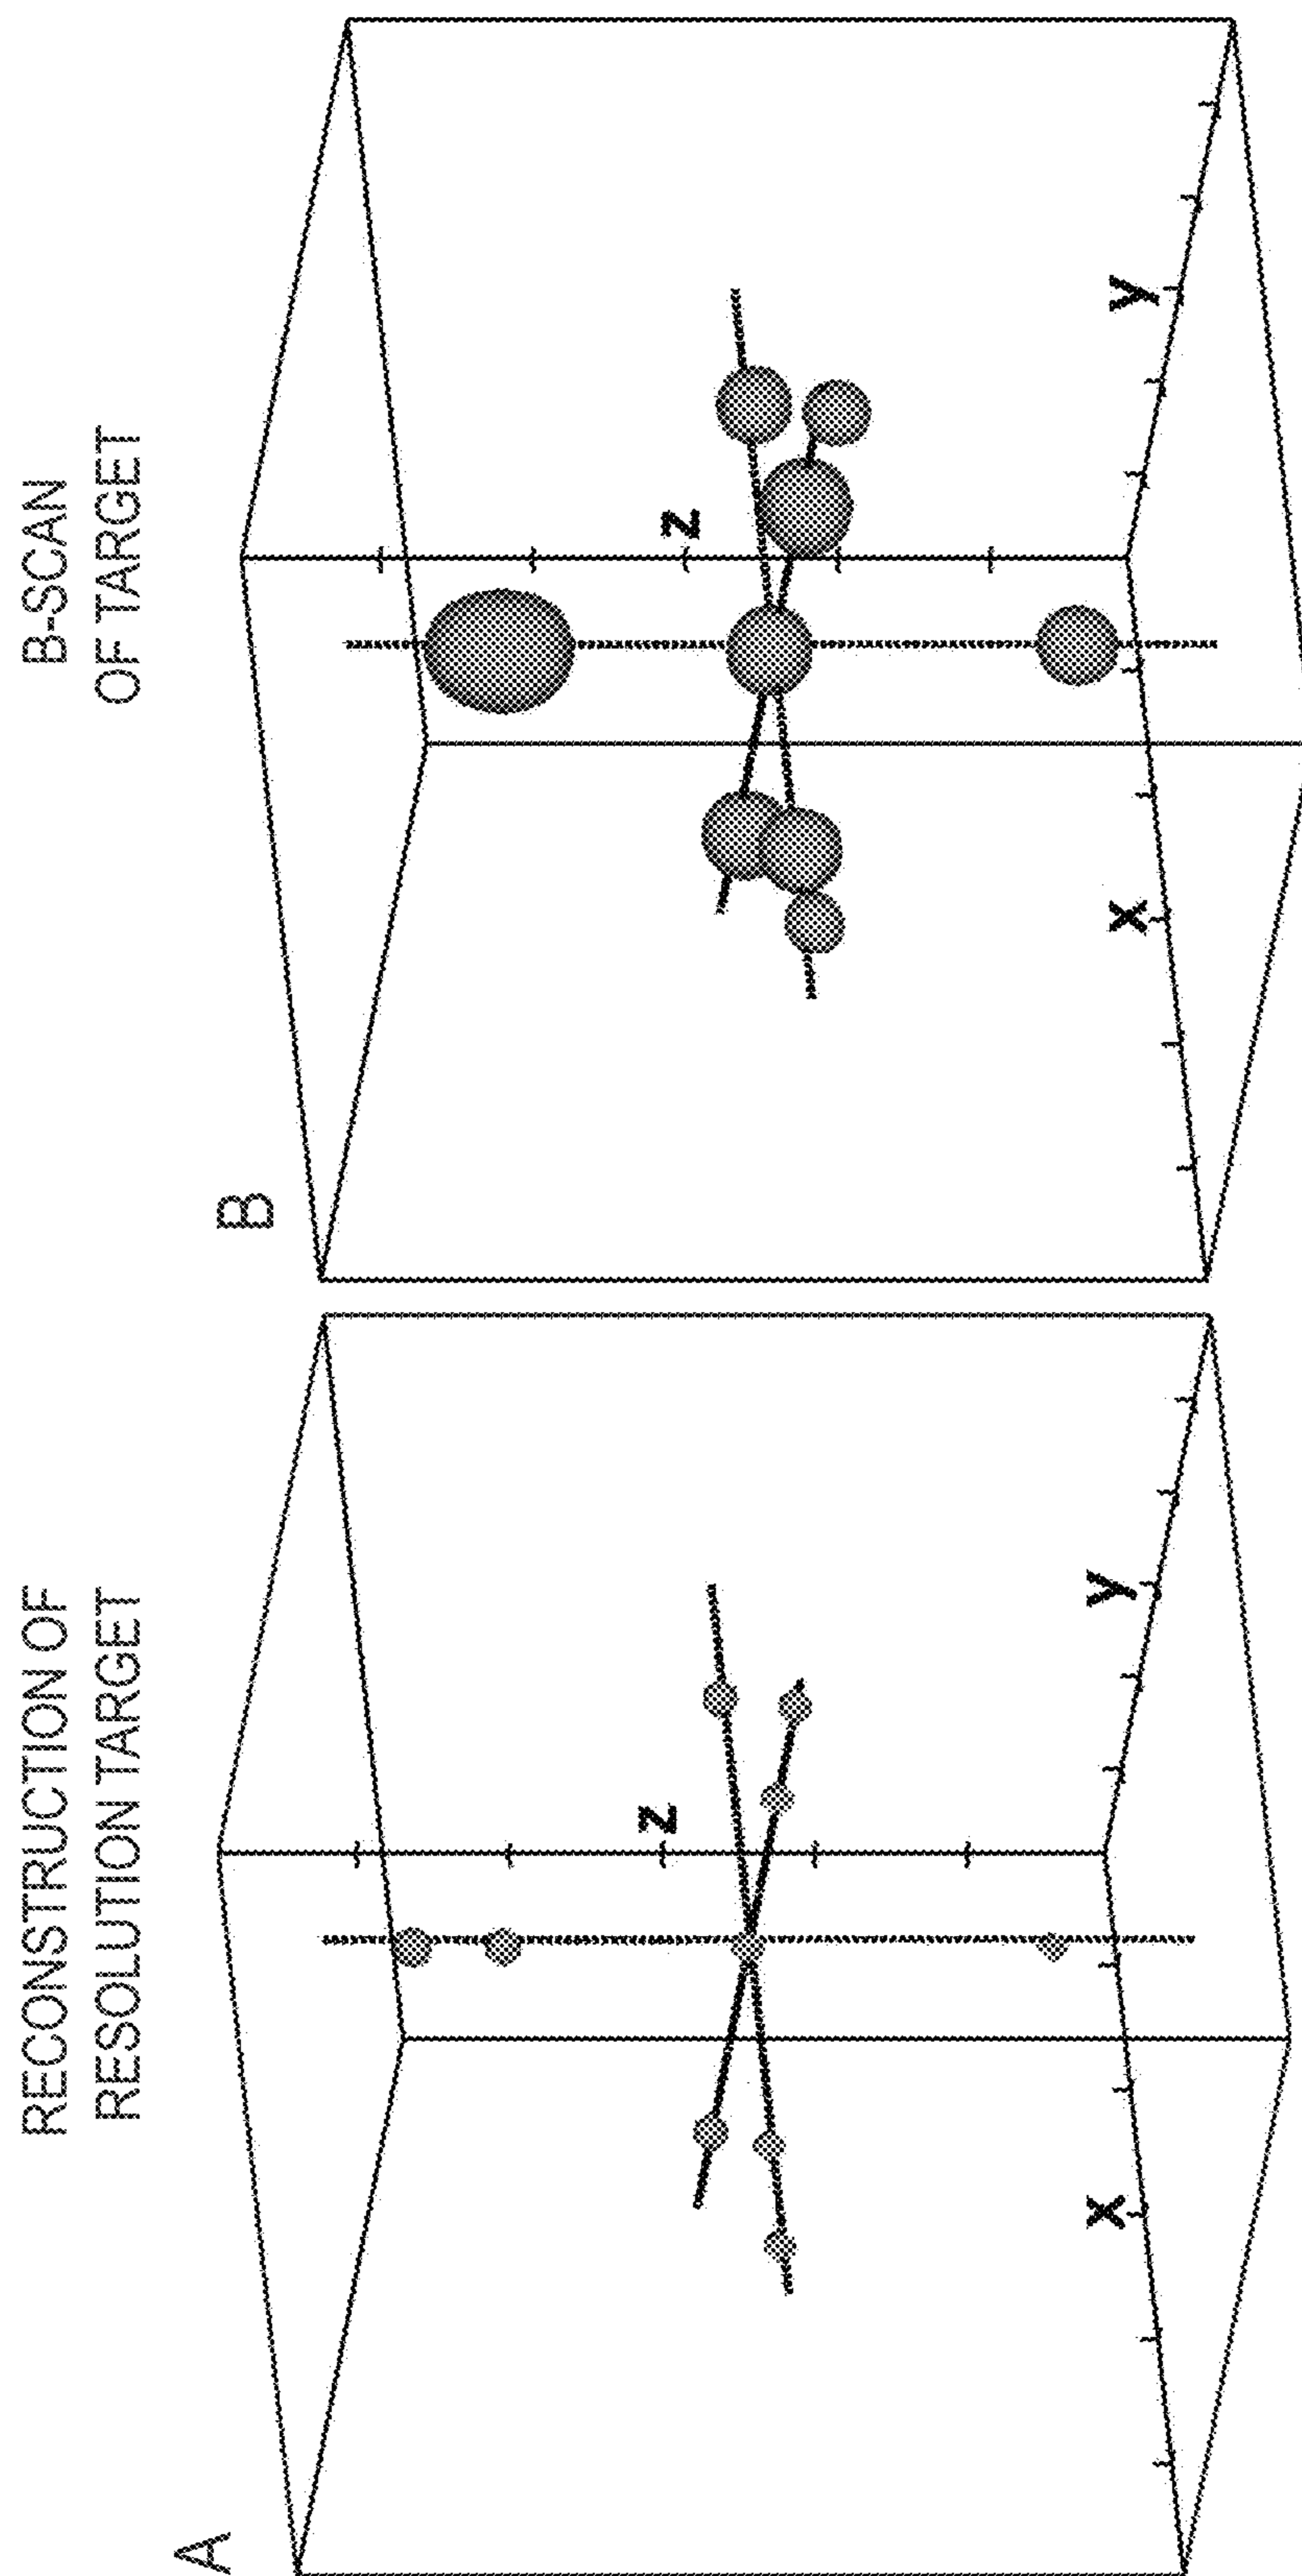 A
RECONSTRUCTION OF
RESOLUTION TARGET
z
x
y
B
B-SCAN
OF TARGET
z
x
y